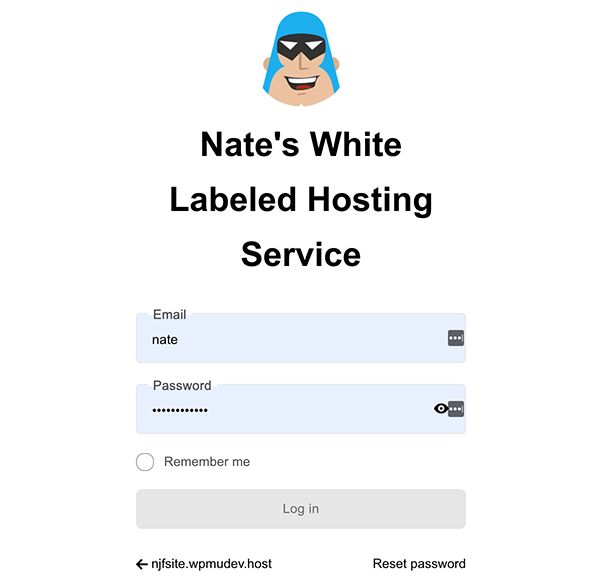 Nate's White
Labeled Hosting
Service
Email
nate
Password
••••••••••••
Remember me
Log in
njfsite.wpmudev.host
Reset password